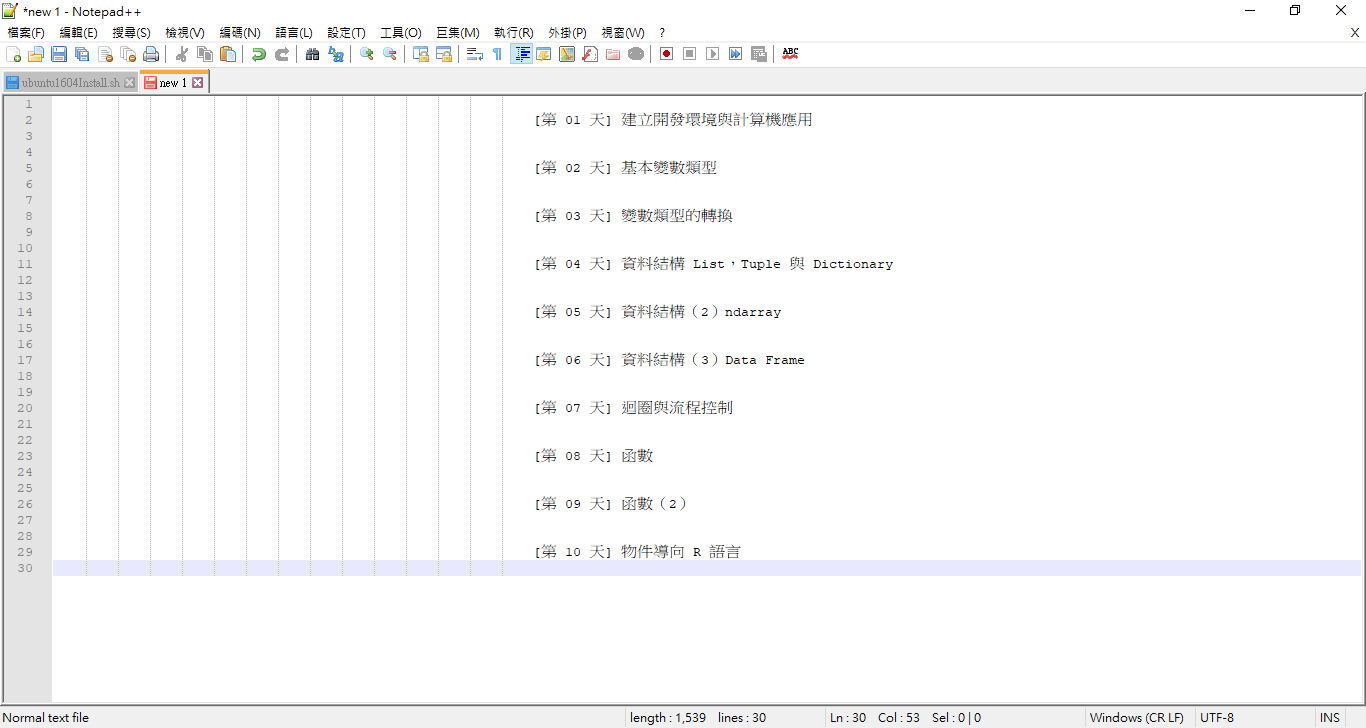 *new 1 - Notepad++
檔案(F) 編輯(E) 搜尋(S) 檢視(V) 編碼(N) 語言(L) 設定(T) 工具(O) 巨集(M) 執行(R) 外掛(P) 視窗(W) ? X
ABC
ubuntu1604Install.sh new 1
1
2 [第 01 天] 建立開發環境與計算機應用
3
4
5 [第 02 天] 基本變數類型
6
7
8 [第 03 天] 變數類型的轉換
9
10
11 [第 04 天] 資料結構 List，Tuple 與 Dictionary
12
13
14 [第 05 天] 資料結構（2）ndarray
15
16
17 [第 06 天] 資料結構（3）Data Frame
18
19
20 [第 07 天] 迴圈與流程控制
21
22
23 [第 08 天] 函數
24
25
26 [第 09 天] 函數（2）
27
28
29 [第 10 天] 物件導向 R 語言
30
Normal text file length : 1,539 lines : 30 Ln : 30 Col : 53 Sel : 0 | 0 Windows (CR LF) UTF-8 INS